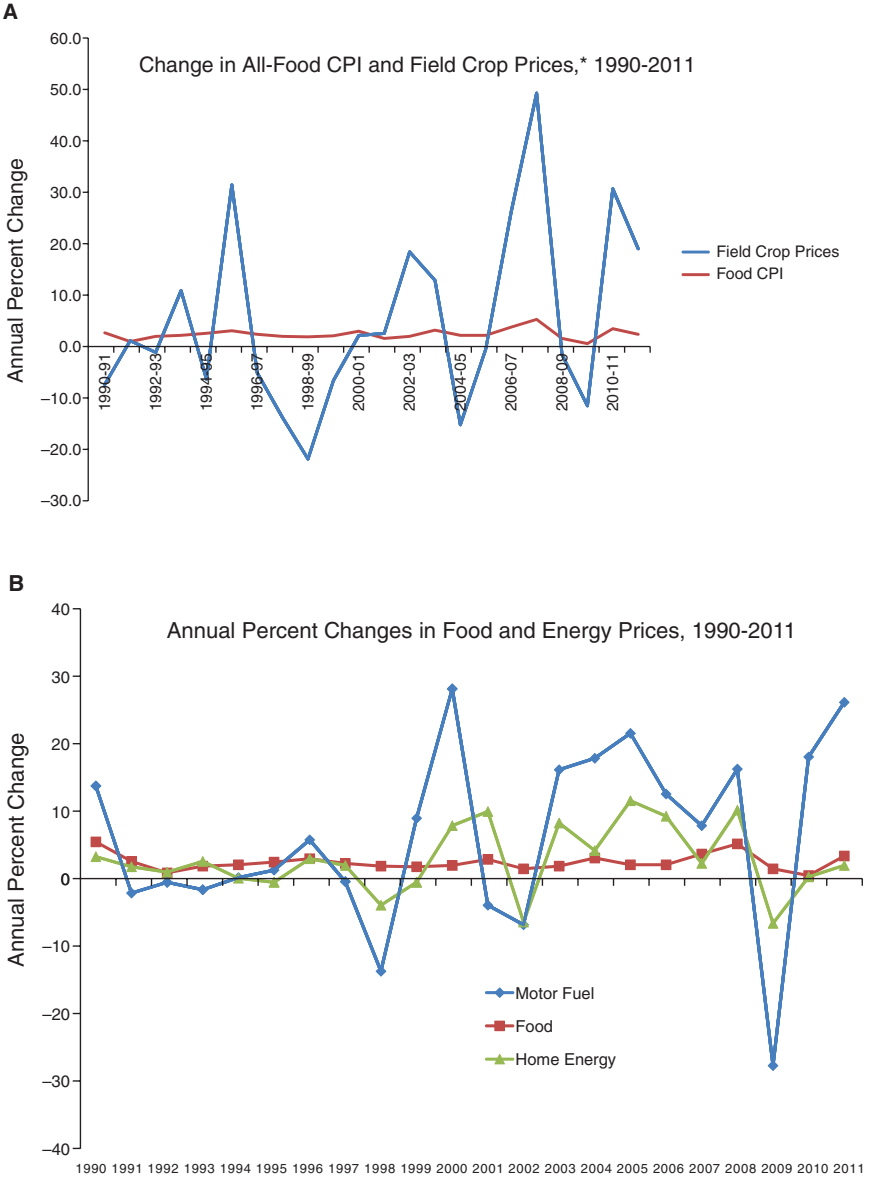 A
Change in All-Food CPI and Field Crop Prices,* 1990-2011
Annual Percent Change
60.0
50.0
40.0
30.0
20.0
10.0
0.0
–10.0
–20.0
–30.0
1990-91
1992-93
1994-95
1996-97
1998-99
2000-01
2002-03
2004-05
2006-07
2008-09
2010-11
Field Crop Prices
Food CPI
B
Annual Percent Changes in Food and Energy Prices, 1990-2011
Annual Percent Change
40
30
20
10
0
–10
–20
–30
–40
Motor Fuel
Food
Home Energy
1990 1991 1992 1993 1994 1995 1996 1997 1998 1999 2000 2001 2002 2003 2004 2005 2006 2007 2008 2009 2010 2011